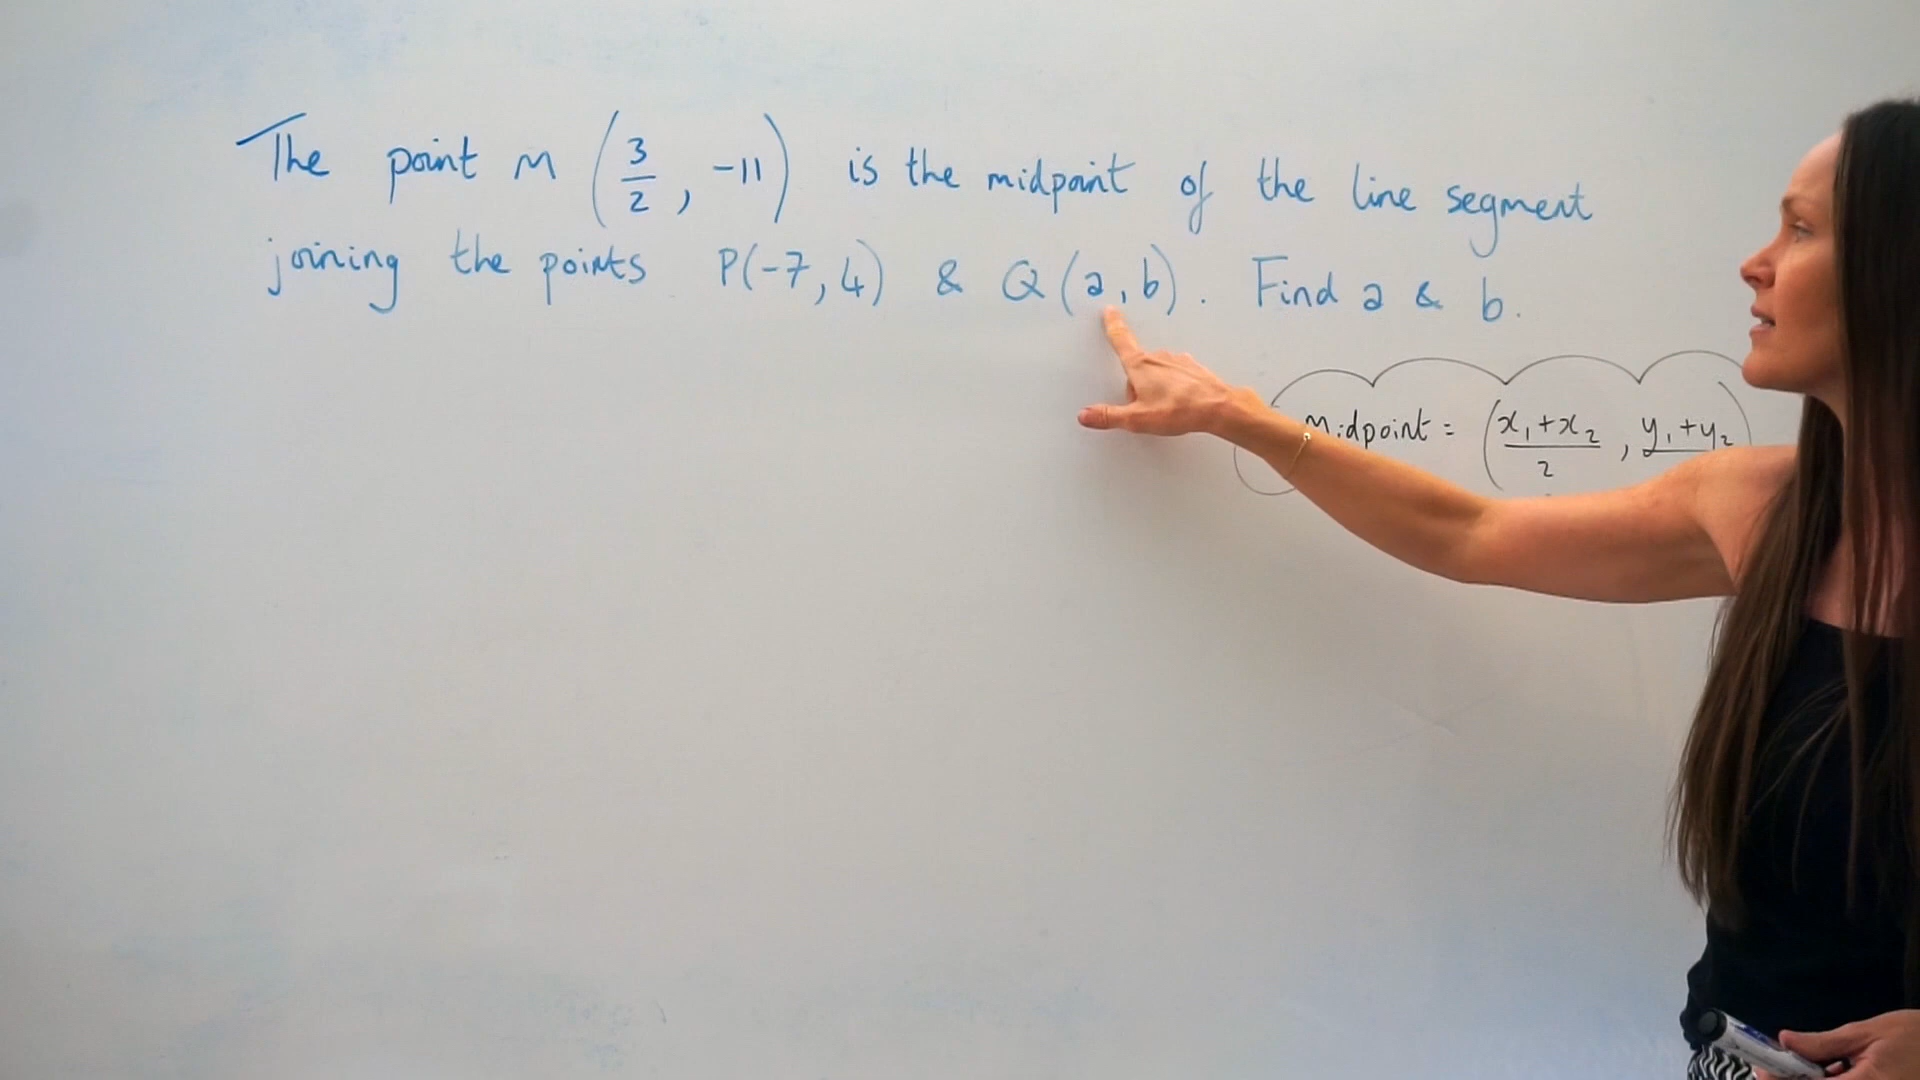 The point M (3/2, -11) is the midpoint of the line segment
joining the points P(-7, 4) & Q(a, b). Find a & b.
Midpoint = (x₁+x₂/2, y₁+y₂